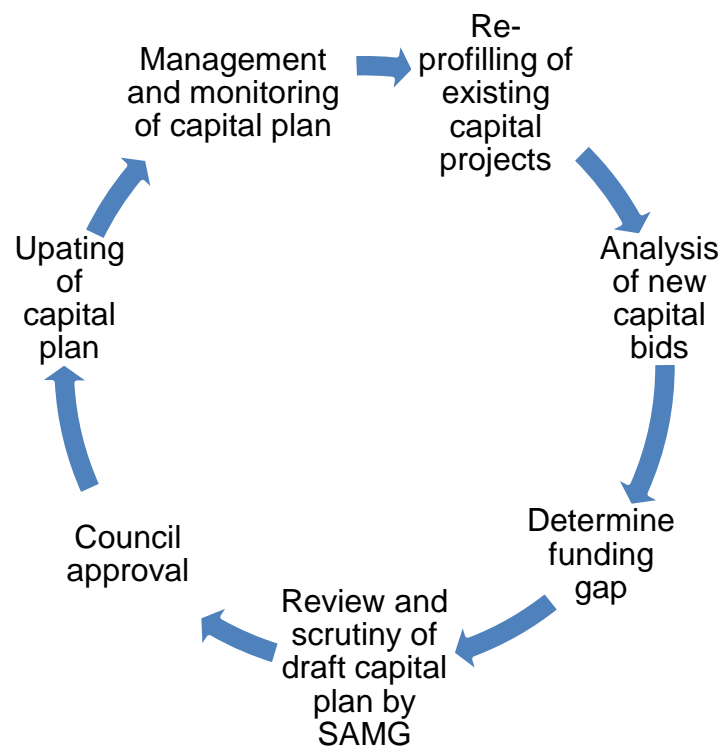 Management
and monitoring
of capital plan
Re-
profilling of
existing
capital
projects
Analysis
of new
capital
bids
Determine
funding
gap
Review and
scrutiny of
draft capital
plan by
SAMG
Council
approval
Upating
of
capital
plan